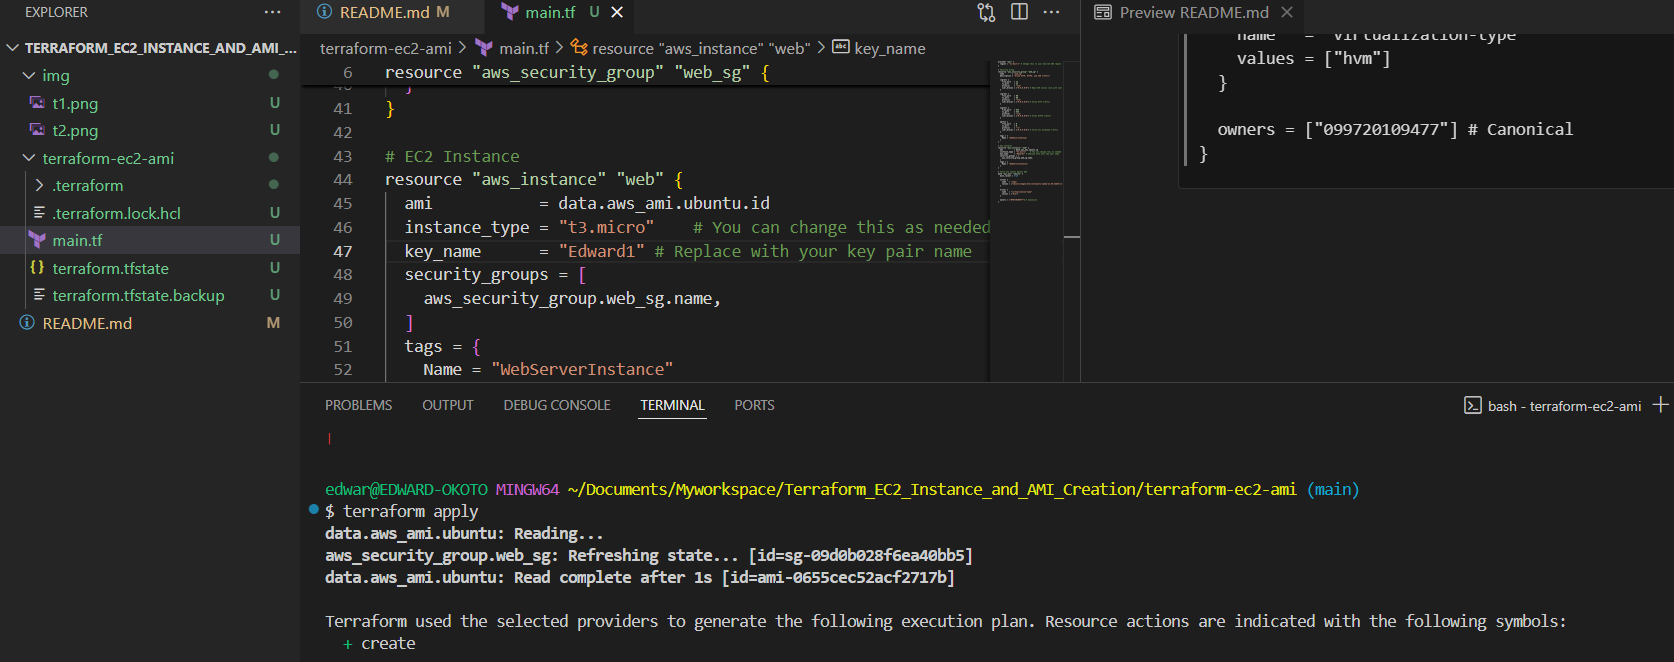 EXPLORER
TERRAFORM_EC2_INSTANCE_AND_AMI_...
img
t1.png U
t2.png U
terraform-ec2-ami
.terraform
.terraform.lock.hcl U
main.tf U
terraform.tfstate U
terraform.tfstate.backup U
README.md M
README.md M
main.tf U
terraform-ec2-ami > main.tf > resource "aws_instance" "web" > key_name
6 resource "aws_security_group" "web_sg" {
40 }
41 }
42
43 # EC2 Instance
44 resource "aws_instance" "web" {
45 ami = data.aws_ami.ubuntu.id
46 instance_type = "t3.micro" # You can change this as needed
47 key_name = "Edward1" # Replace with your key pair name
48 security_groups = [
49 aws_security_group.web_sg.name,
50 ]
51 tags = {
52 Name = "WebServerInstance"
Preview README.md
name = "virtualization-type"
values = ["hvm"]
}
owners = ["099720109477"] # Canonical
}
PROBLEMS OUTPUT DEBUG CONSOLE TERMINAL PORTS
bash - terraform-ec2-ami
edwar@EDWARD-OKOTO MINGW64 ~/Documents/Myworkspace/Terraform_EC2_Instance_and_AMI_Creation/terraform-ec2-ami (main)
$ terraform apply
data.aws_ami.ubuntu: Reading...
aws_security_group.web_sg: Refreshing state... [id=sg-09d0b028f6ea40bb5]
data.aws_ami.ubuntu: Read complete after 1s [id=ami-0655cec52acf2717b]
Terraform used the selected providers to generate the following execution plan. Resource actions are indicated with the following symbols:
+ create